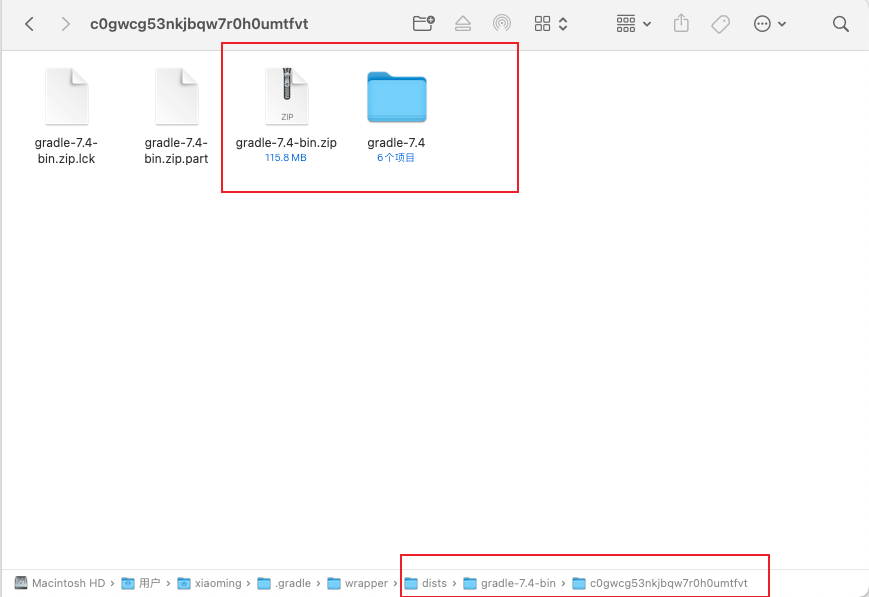 c0gwcg53nkjbqw7r0h0umtfvt
gradle-7.4-
bin.zip.lck
gradle-7.4-
bin.zip.part
ZIP
gradle-7.4-bin.zip
115.8 MB
gradle-7.4
6个项目
Macintosh HD › 用户 › xiaoming › .gradle › wrapper › dists › gradle-7.4-bin › c0gwcg53nkjbqw7r0h0umtfvt